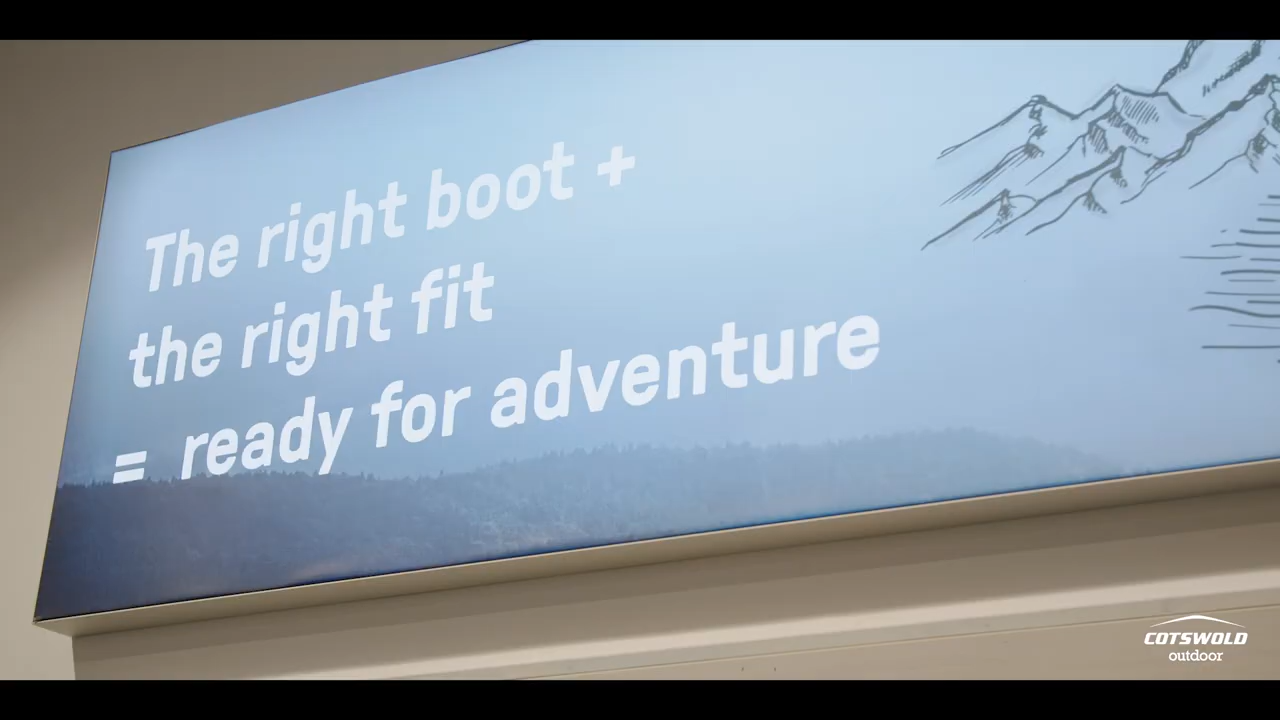 The right boot +
the right fit
= ready for adventure
COTSWOLD
outdoor